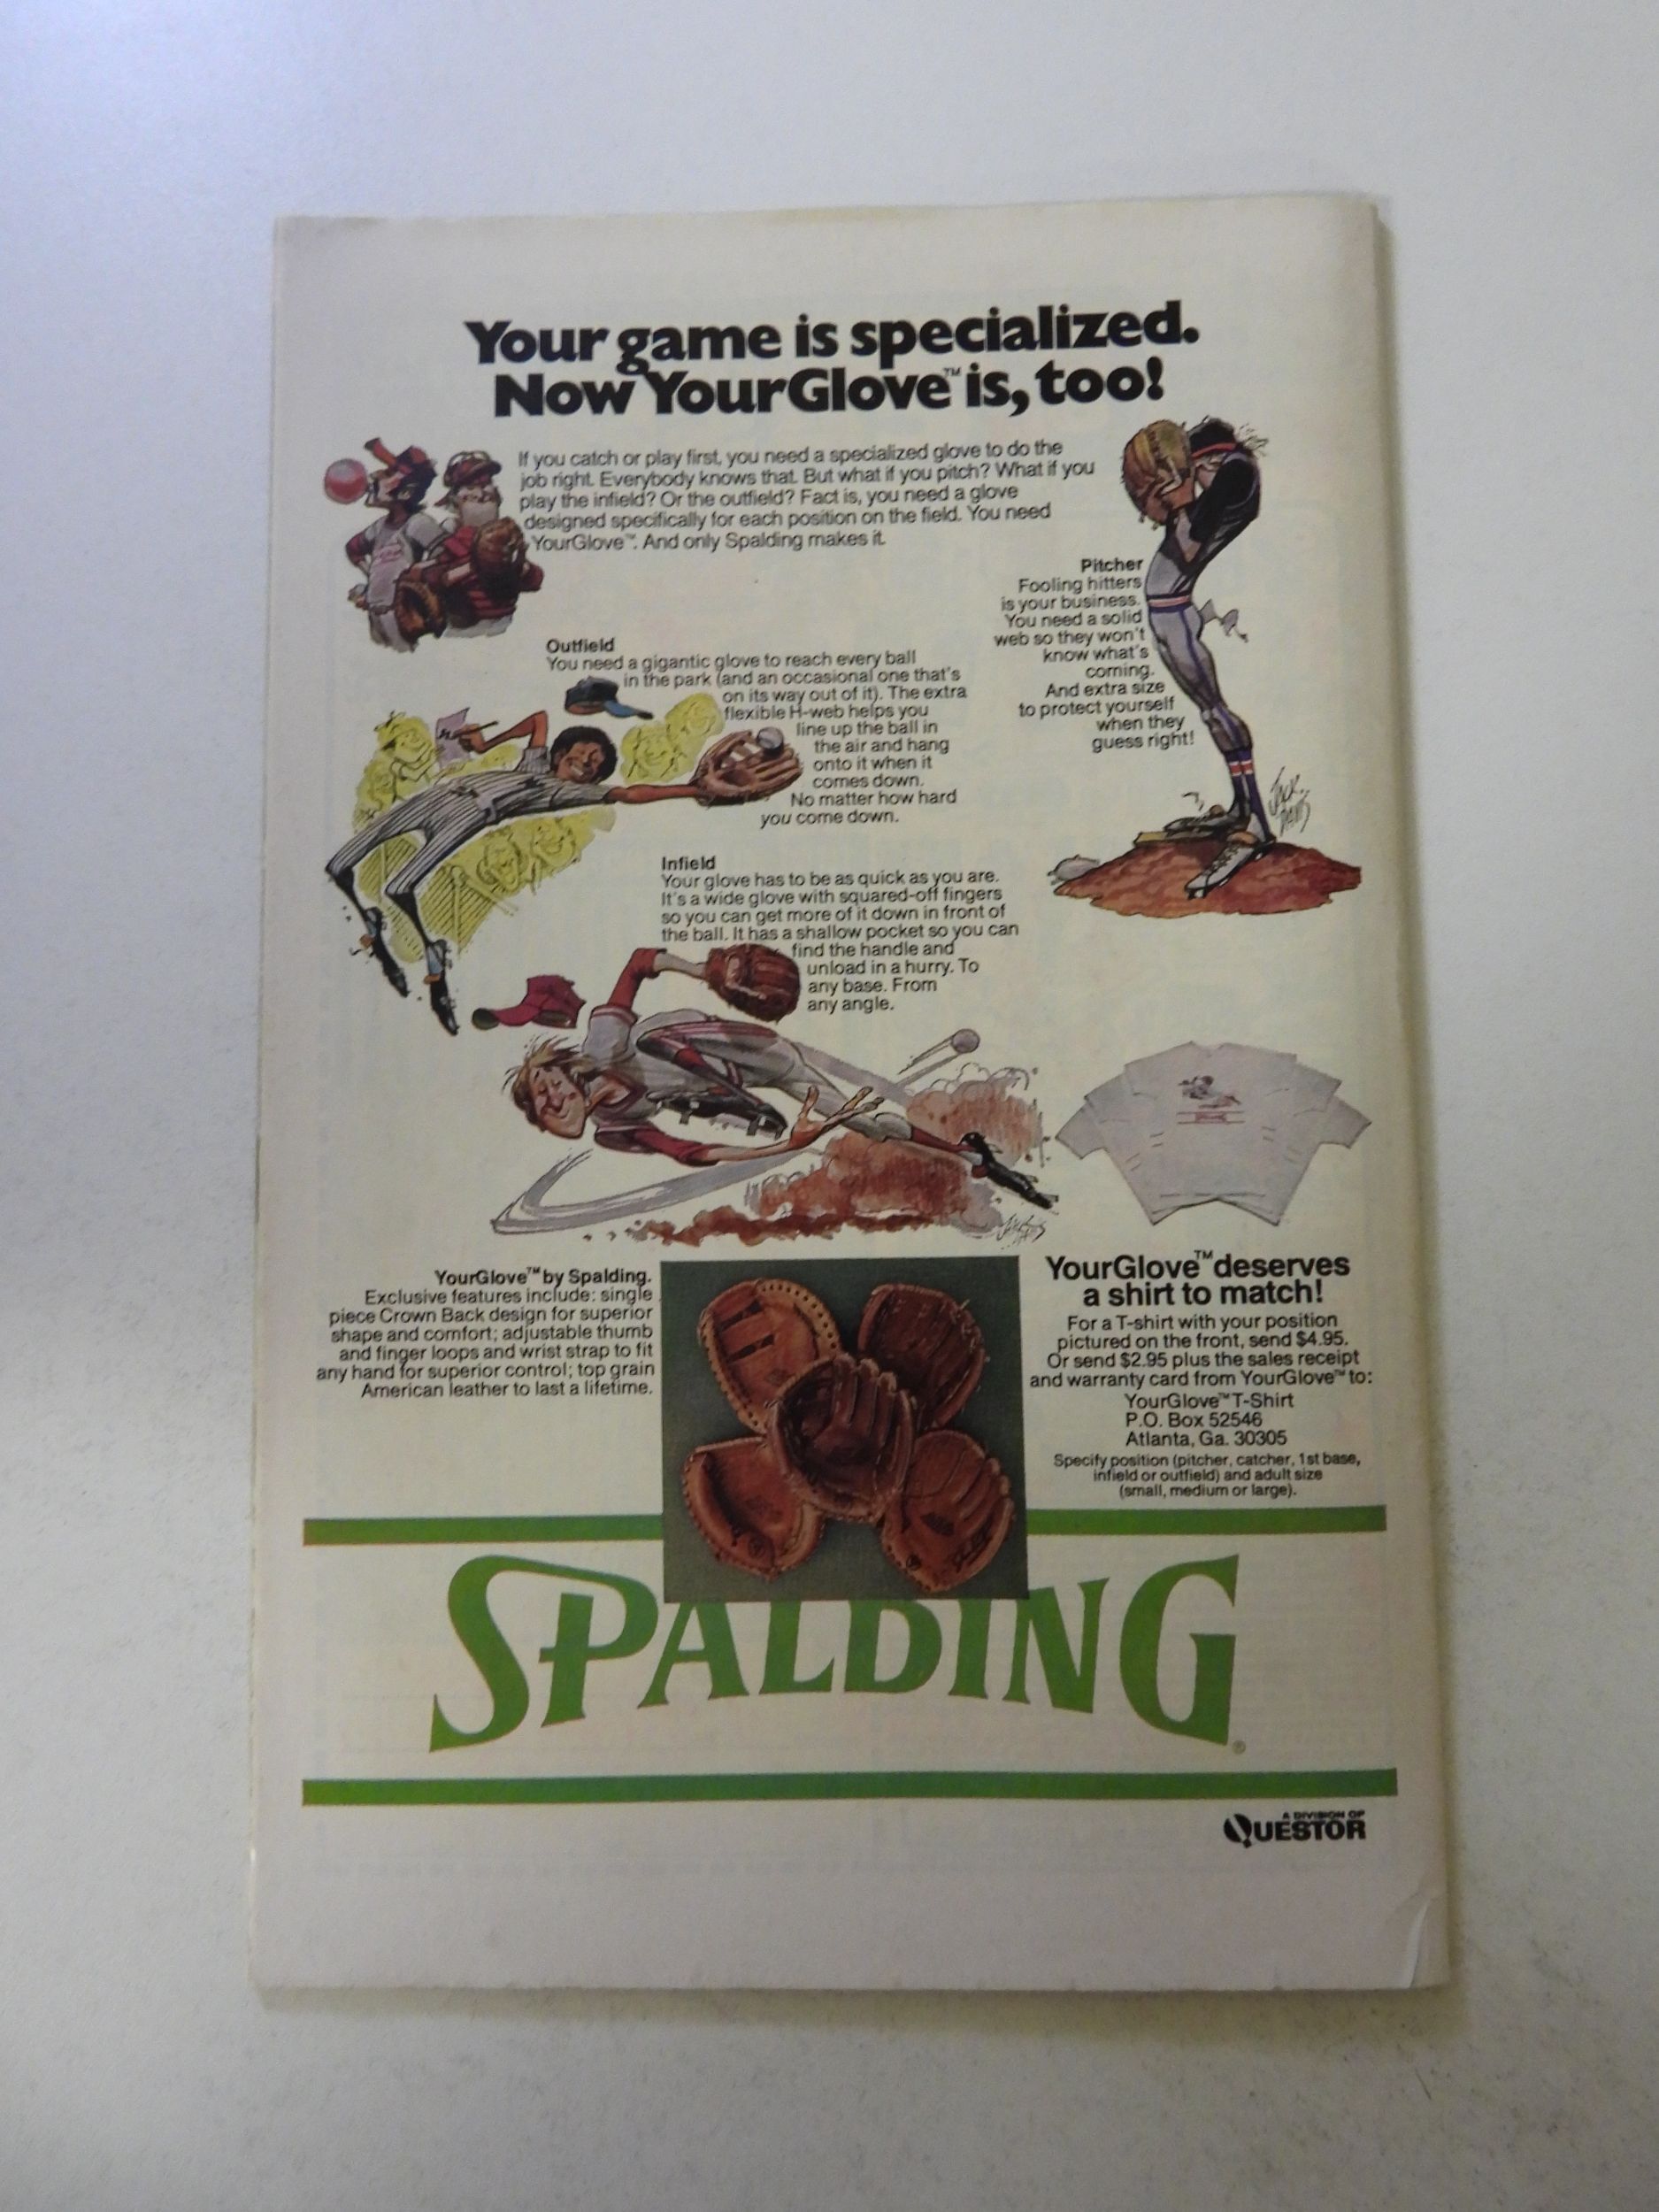 Your game is specialized.
Now YourGlove™ is, too!
If you catch or play first, you need a specialized glove to do the
job right. Everybody knows that. But what if you pitch? What if you
play the infield? Or the outfield? Fact is, you need a glove
designed specifically for each position on the field. You need
YourGlove™. And only Spalding makes it.
Pitcher
Fooling hitters
is your business.
You need a solid
web so they won't
know what's
coming.
And extra size
to protect yourself
when they
guess right!
Jack
Davis
Outfield
You need a gigantic glove to reach every ball
in the park (and an occasional one that's
on its way out of it). The extra
flexible H-web helps you
line up the ball in
the air and hang
onto it when it
comes down.
No matter how hard
you come down.
Infield
Your glove has to be as quick as you are.
It's a wide glove with squared-off fingers
so you can get more of it down in front of
the ball. It has a shallow pocket so you can
find the handle and
unload in a hurry. To
any base. From
any angle.
YourGlove™ by Spalding.
Exclusive features include: single
piece Crown Back design for superior
shape and comfort; adjustable thumb
and finger loops and wrist strap to fit
any hand for superior control; top grain
American leather to last a lifetime.
YourGlove™ deserves
a shirt to match!
For a T-shirt with your position
pictured on the front, send $4.95.
Or send $2.95 plus the sales receipt
and warranty card from YourGlove™ to:
YourGlove™ T-Shirt
P.O. Box 52546
Atlanta, Ga. 30305
Specify position (pitcher, catcher, 1st base,
infield or outfield) and adult size
(small, medium or large).
SPALDING®
A DIVISION OF
QUESTOR